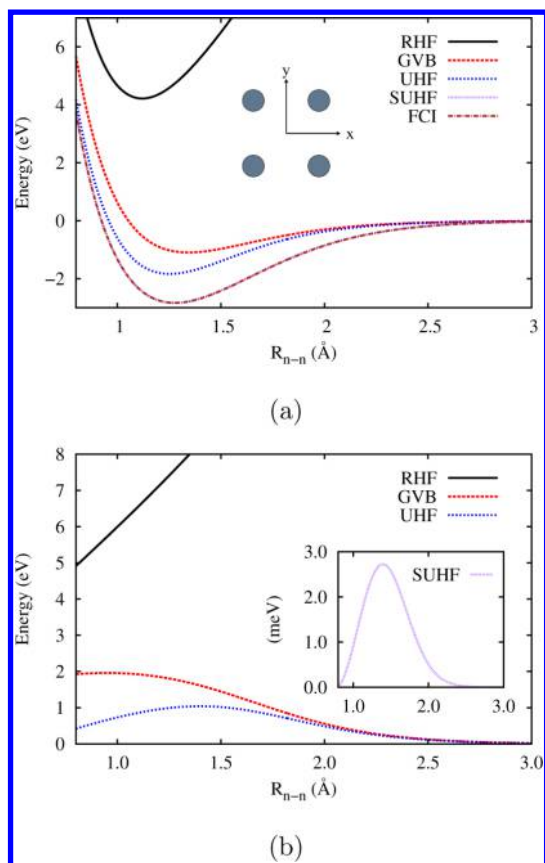 6
4
2
0
−2
Energy (eV)
RHF
GVB
UHF
SUHF
FCI
y
x
1
1.5
2
2.5
3
R_{n−n} (Å)
(a)
8
7
6
5
4
3
2
1
0
Energy (eV)
RHF
GVB
UHF
3.0
2.0
1.0
0.0
(meV)
SUHF
1.0
2.0
3.0
1.0
1.5
2.0
2.5
3.0
R_{n−n} (Å)
(b)